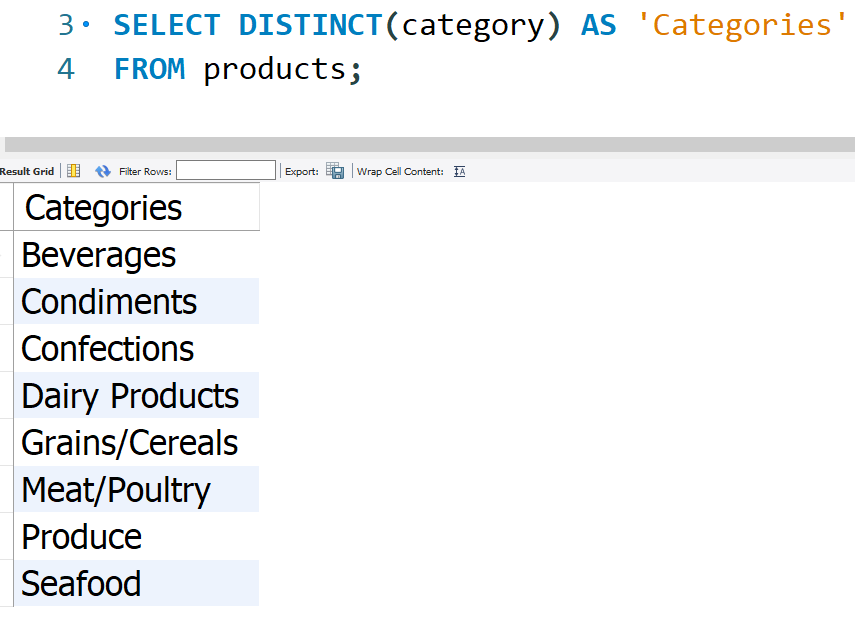 3 SELECT DISTINCT(category) AS 'Categories'
4 FROM products;
Result Grid Filter Rows: Export: Wrap Cell Content:
Categories
Beverages
Condiments
Confections
Dairy Products
Grains/Cereals
Meat/Poultry
Produce
Seafood